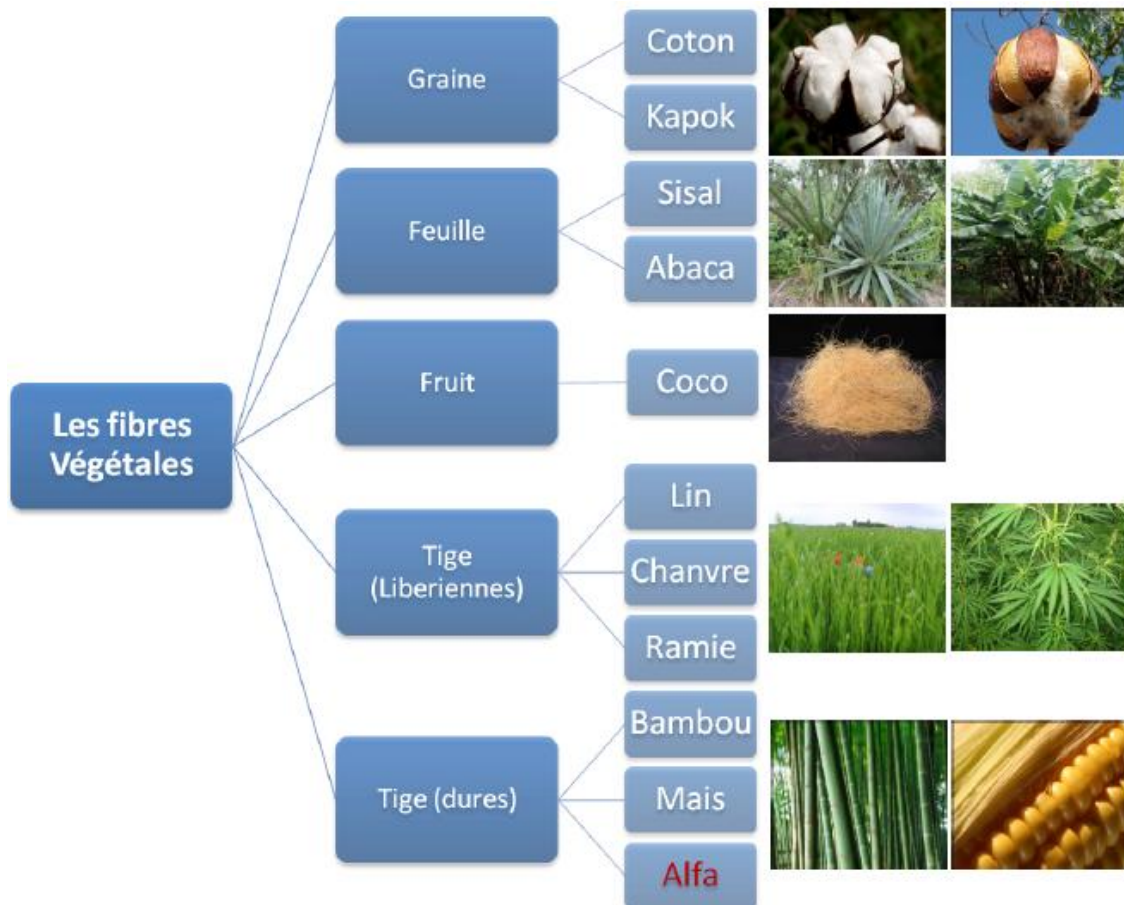 Les fibres
Végétales
Graine
Coton
Kapok
Feuille
Sisal
Abaca
Fruit
Coco
Tige
(Liberiennes)
Lin
Chanvre
Ramie
Tige (dures)
Bambou
Mais
Alfa